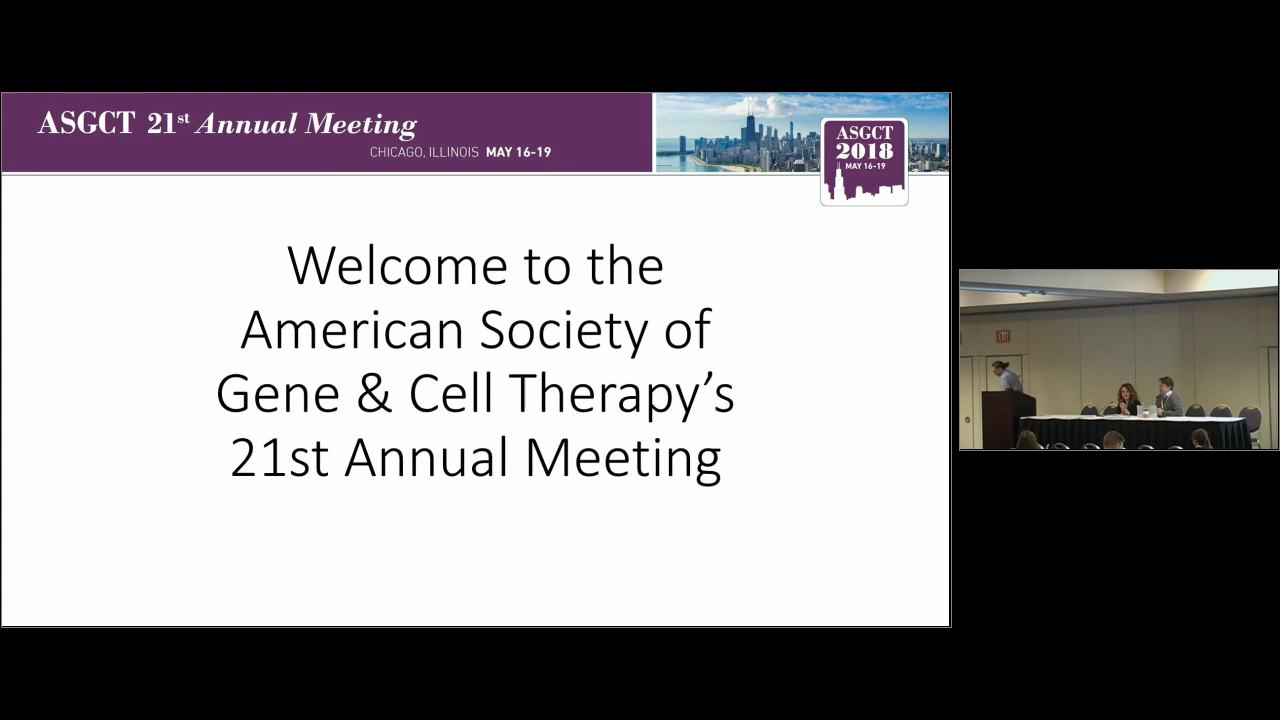 ASGCT 21st Annual Meeting
CHICAGO, ILLINOIS MAY 16-19
ASGCT
2018
MAY 16-19
Welcome to the
American Society of
Gene & Cell Therapy’s
21st Annual Meeting
EXIT